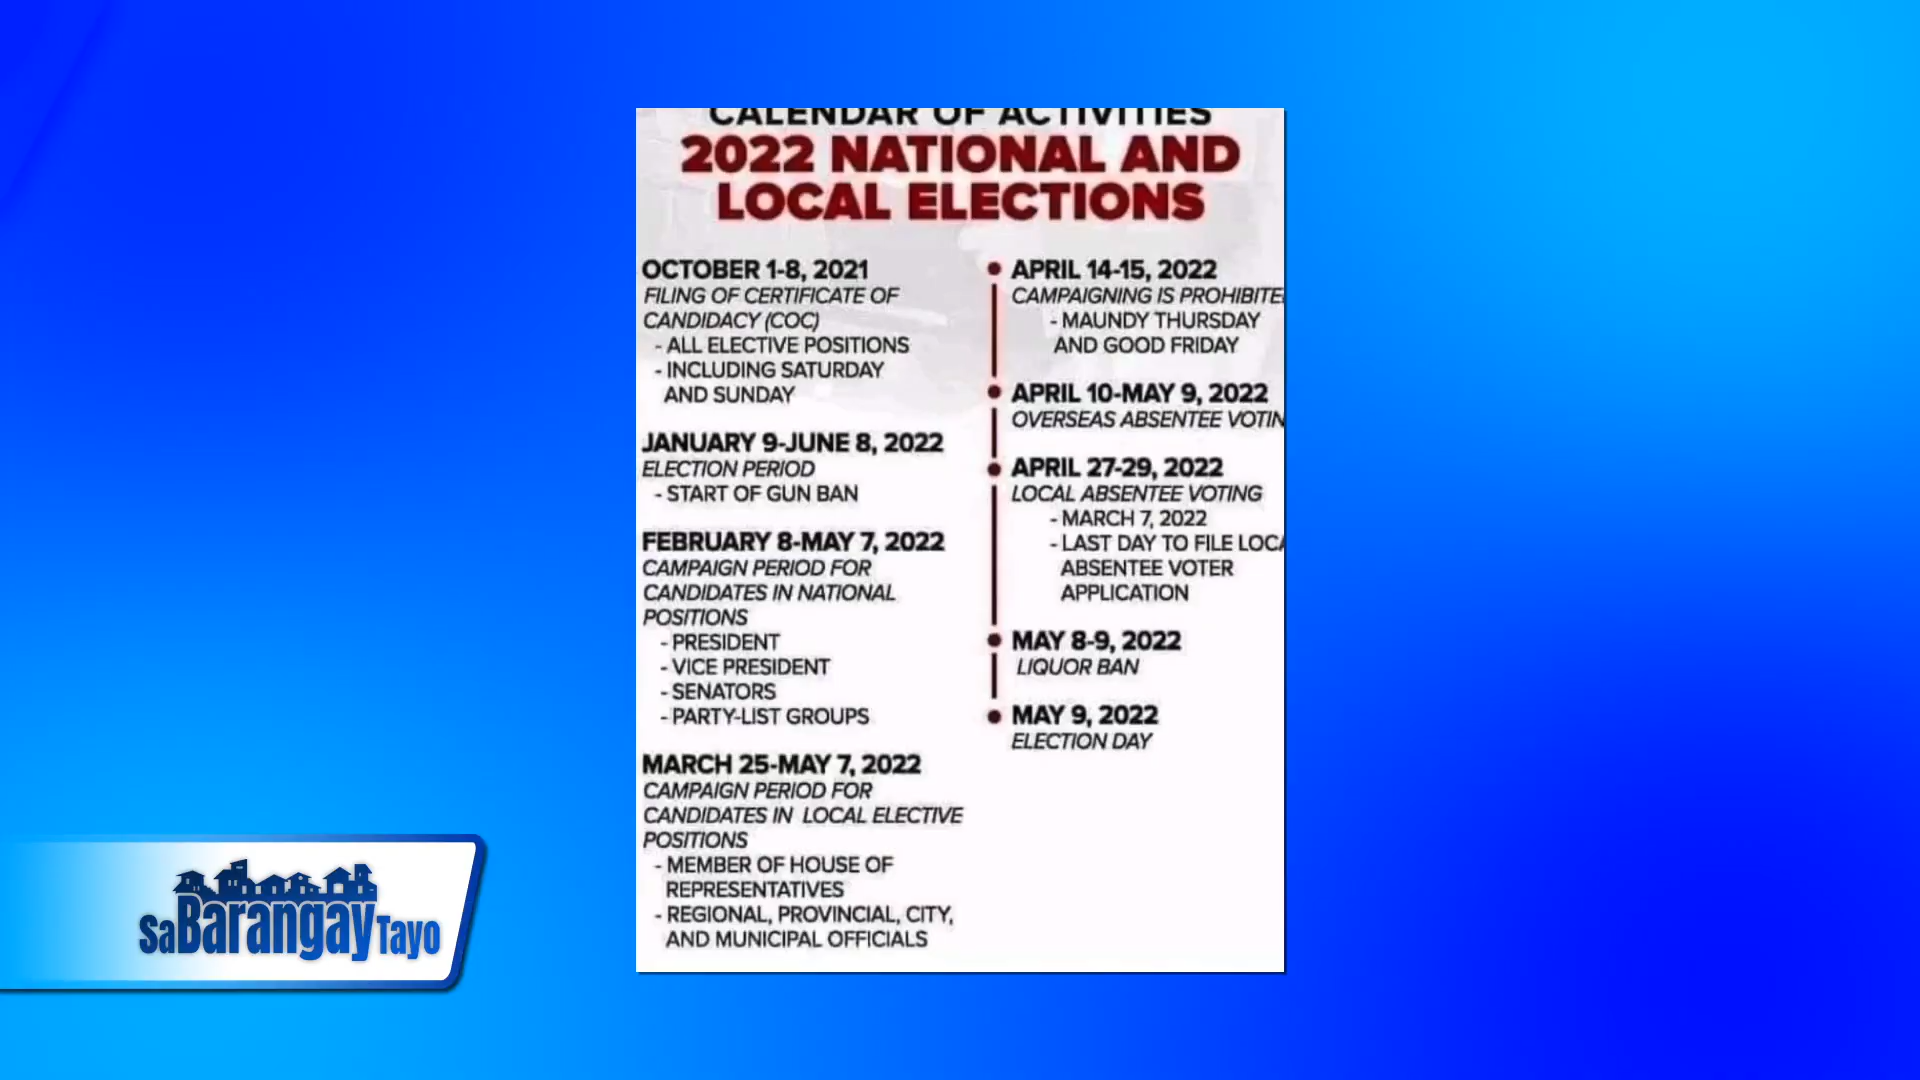 CALENDAR OF ACTIVITIES
2022 NATIONAL AND
LOCAL ELECTIONS
OCTOBER 1-8, 2021
FILING OF CERTIFICATE OF
CANDIDACY (COC)
- ALL ELECTIVE POSITIONS
- INCLUDING SATURDAY
AND SUNDAY
JANUARY 9-JUNE 8, 2022
ELECTION PERIOD
- START OF GUN BAN
FEBRUARY 8-MAY 7, 2022
CAMPAIGN PERIOD FOR
CANDIDATES IN NATIONAL
POSITIONS
- PRESIDENT
- VICE PRESIDENT
- SENATORS
- PARTY-LIST GROUPS
MARCH 25-MAY 7, 2022
CAMPAIGN PERIOD FOR
CANDIDATES IN LOCAL ELECTIVE
POSITIONS
- MEMBER OF HOUSE OF
REPRESENTATIVES
- REGIONAL, PROVINCIAL, CITY,
AND MUNICIPAL OFFICIALS
APRIL 14-15, 2022
CAMPAIGNING IS PROHIBITE
- MAUNDY THURSDAY
AND GOOD FRIDAY
APRIL 10-MAY 9, 2022
OVERSEAS ABSENTEE VOTIN
APRIL 27-29, 2022
LOCAL ABSENTEE VOTING
- MARCH 7, 2022
- LAST DAY TO FILE LOCA
ABSENTEE VOTER
APPLICATION
MAY 8-9, 2022
LIQUOR BAN
MAY 9, 2022
ELECTION DAY
saBarangay Tayo